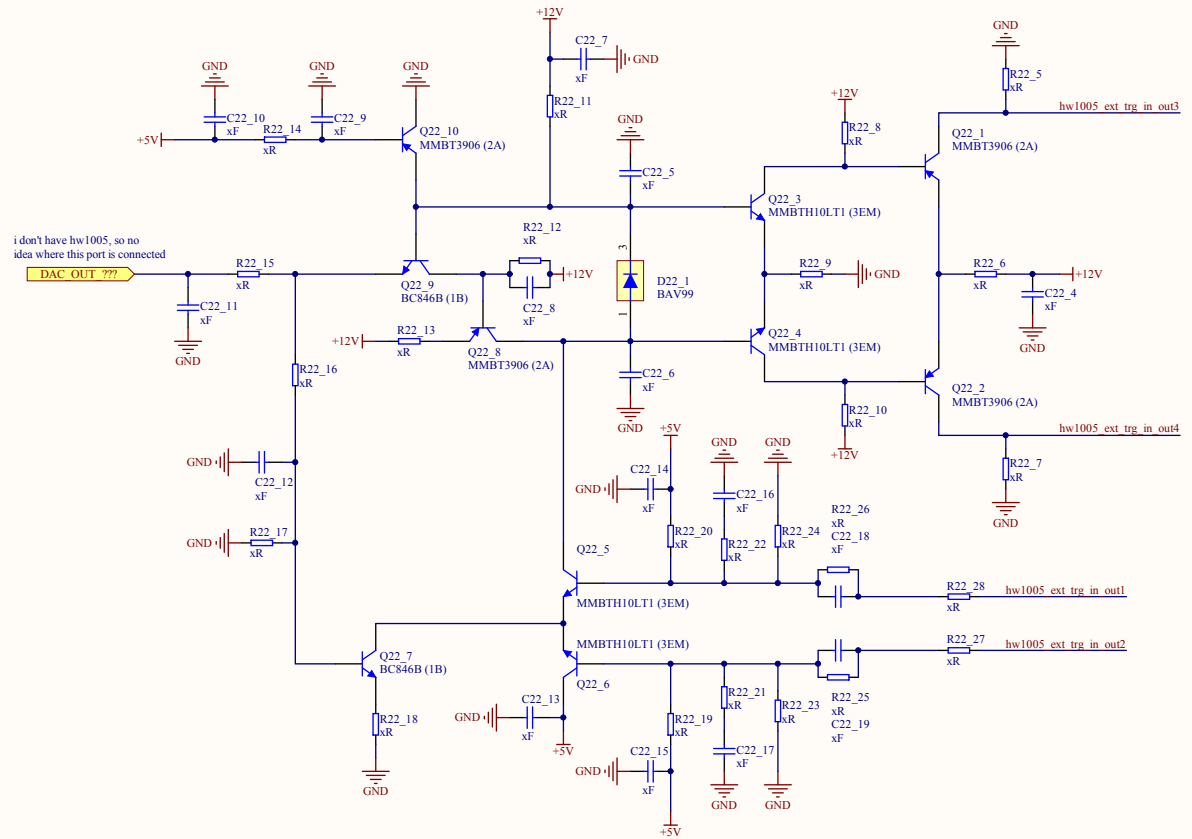 +12V
C22_7
xF
GND
GND
GND
GND
GND
C22_10
xF
R22_14
xR
C22_9
xF
+5V
Q22_10
MMBT3906 (2A)
R22_11
xR
GND
C22_5
xF
+12V
R22_8
xR
R22_5
xR
hw1005_ext_trg_in_out3
Q22_1
MMBT3906 (2A)
Q22_3
MMBTH10LT1 (3EM)
i don't have hw1005, so no
idea where this port is connected
DAC_OUT_???
R22_15
xR
C22_11
xF
GND
Q22_9
BC846B (1B)
R22_12
xR
+12V
C22_8
xF
3
D22_1
BAV99
1
R22_9
xR
GND
R22_6
xR
+12V
C22_4
xF
GND
+12V
R22_13
xR
Q22_8
MMBT3906 (2A)
Q22_4
MMBTH10LT1 (3EM)
R22_16
xR
C22_6
xF
GND
Q22_2
MMBT3906 (2A)
R22_10
xR
+12V
hw1005_ext_trg_in_out4
R22_7
xR
GND
GND
C22_12
xF
GND
R22_17
xR
+5V
C22_14
xF
GND
R22_20
xR
GND
C22_16
xF
R22_22
xR
GND
R22_24
xR
R22_26
xR
C22_18
xF
Q22_5
MMBTH10LT1 (3EM)
R22_28
xR
hw1005_ext_trg_in_out1
MMBTH10LT1 (3EM)
Q22_6
R22_27
xR
hw1005_ext_trg_in_out2
Q22_7
BC846B (1B)
R22_18
xR
GND
C22_13
xF
GND
+5V
R22_19
xR
R22_21
xR
R22_23
xR
R22_25
xR
C22_19
xF
C22_15
xF
GND
+5V
C22_17
xF
GND
GND